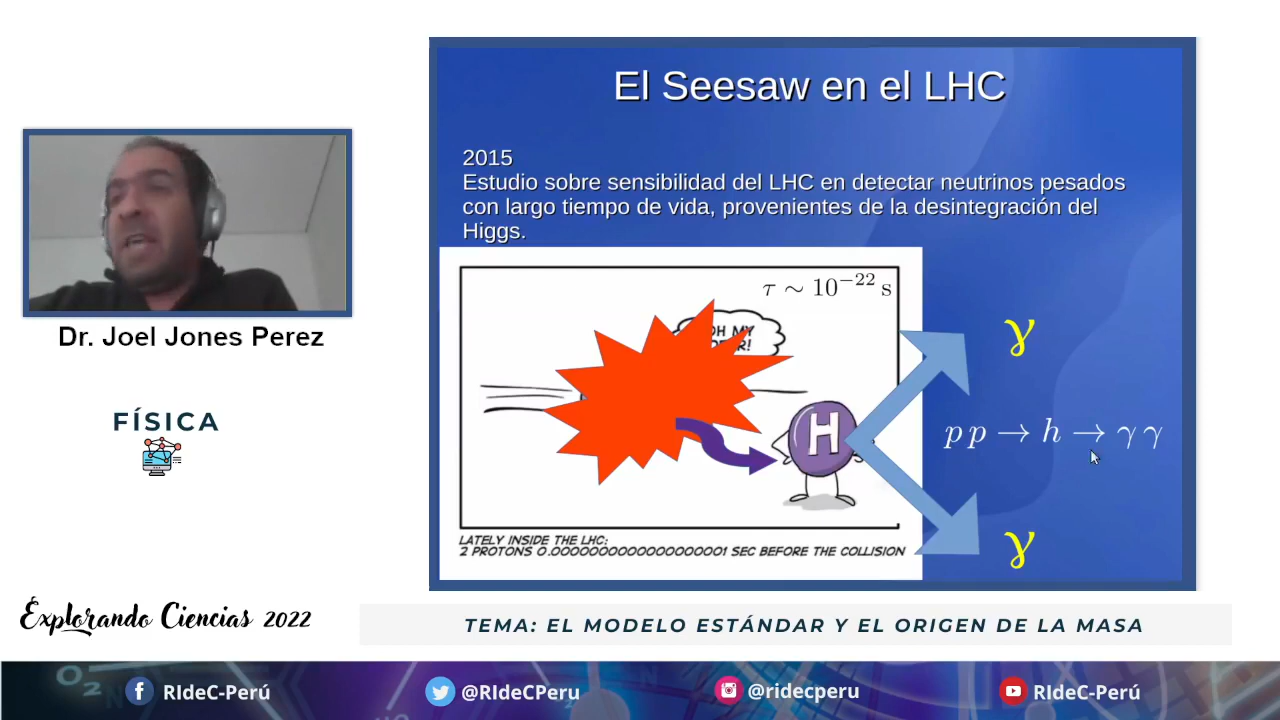 El Seesaw en el LHC
2015
Estudio sobre sensibilidad del LHC en detectar neutrinos pesados
con largo tiempo de vida, provenientes de la desintegración del
Higgs.
τ ∼ 10⁻²² s
OH MY
H
γ
p p → h → γ γ
γ
LATELY INSIDE THE LHC:
2 PROTONS 0.0000000000000000001 SEC BEFORE THE COLLISION
Dr. Joel Jones Perez
FÍSICA
Explorando Ciencias 2022
TEMA: EL MODELO ESTÁNDAR Y EL ORIGEN DE LA MASA
O₂
RIdeC-Perú
@RIdeCPeru
@ridecperu
RIdeC-Perú